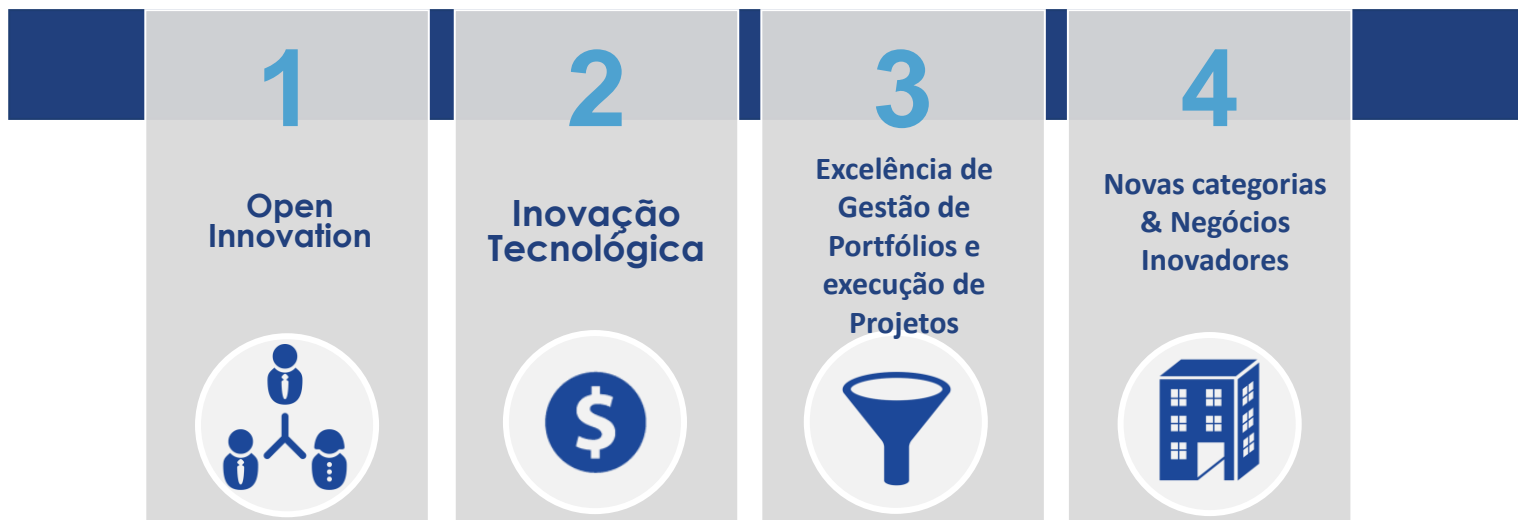 1
Open
Innovation
2
Inovação
Tecnológica
3
Excelência de
Gestão de
Portfólios e
execução de
Projetos
4
Novas categorias
& Negócios
Inovadores
$